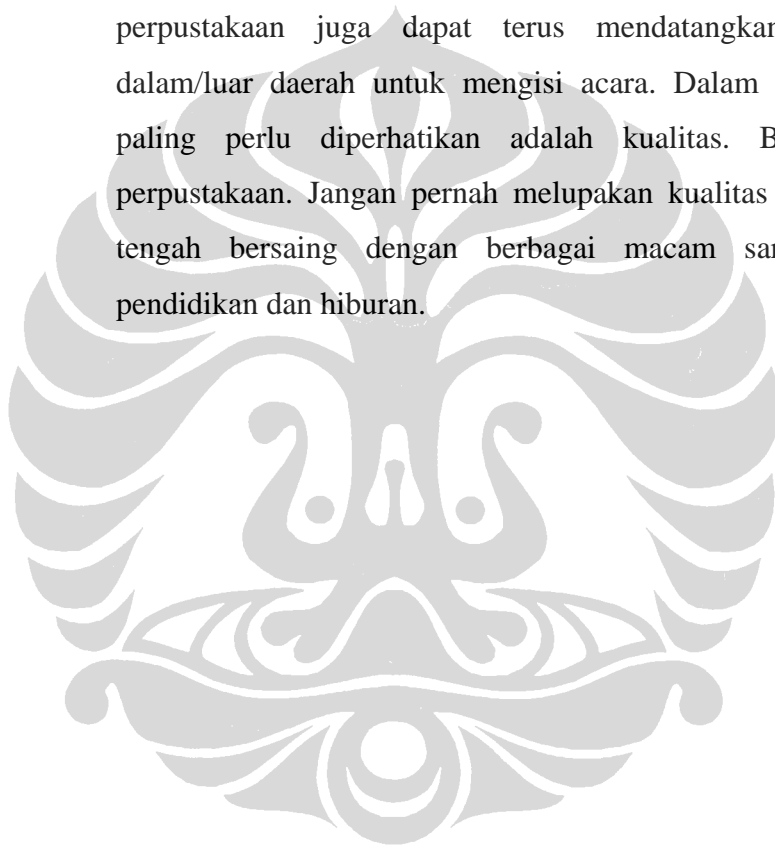 perpustakaan juga dapat terus mendatangkan
dalam/luar daerah untuk mengisi acara. Dalam
paling perlu diperhatikan adalah kualitas. B
perpustakaan. Jangan pernah melupakan kualitas
tengah bersaing dengan berbagai macam sar
pendidikan dan hiburan.